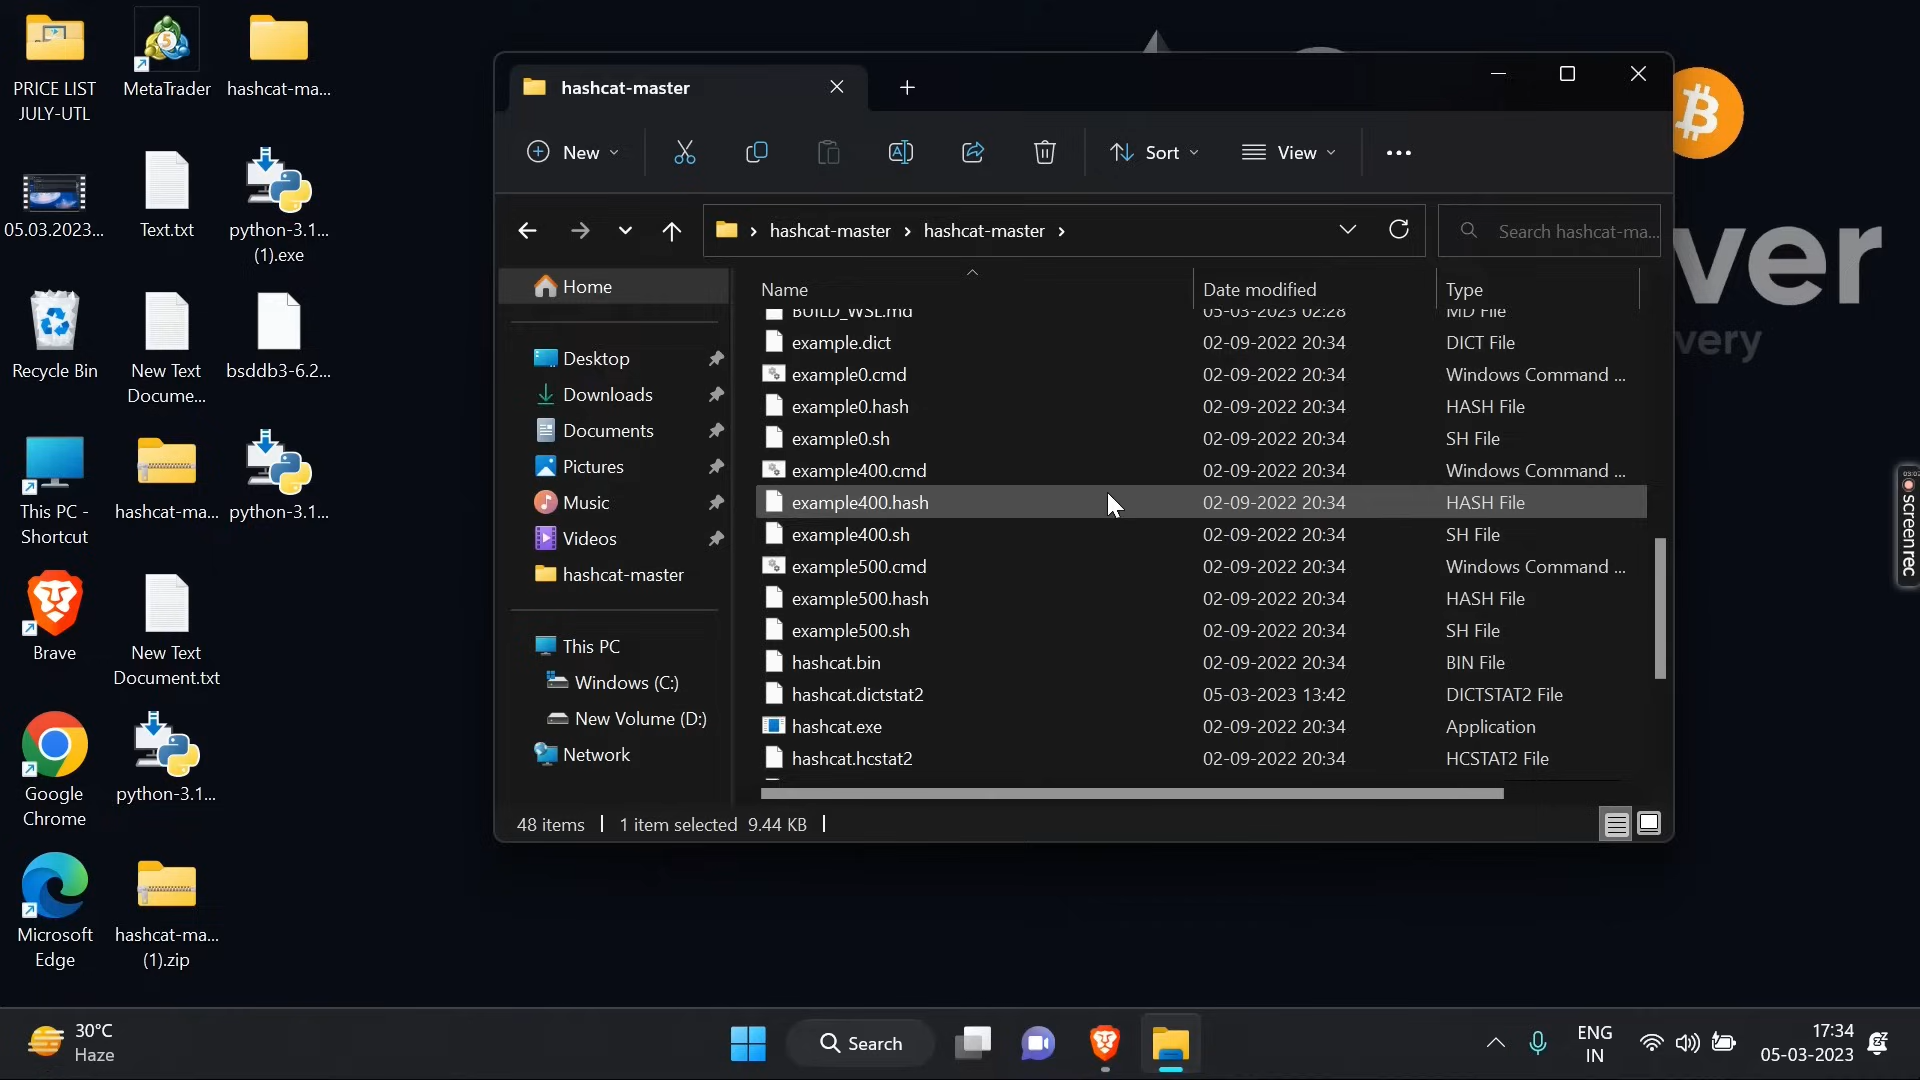 PRICE LIST
JULY-UTL
MetaTrader
hashcat-ma...
05.03.2023...
Text.txt
python-3.1...
(1).exe
Recycle Bin
New Text
Docume...
bsddb3-6.2...
This PC -
Shortcut
hashcat-ma...
python-3.1...
Brave
New Text
Document.txt
Google
Chrome
python-3.1...
Microsoft
Edge
hashcat-ma...
(1).zip
hashcat-master
New
Sort
View
hashcat-master > hashcat-master >
Search hashcat-ma...
Home
Desktop
Downloads
Documents
Pictures
Music
Videos
hashcat-master
This PC
Windows (C:)
New Volume (D:)
Network
Name Date modified Type
BUILD_WSL.md 05-03-2023 02:28 MD File
example.dict 02-09-2022 20:34 DICT File
example0.cmd 02-09-2022 20:34 Windows Command ...
example0.hash 02-09-2022 20:34 HASH File
example0.sh 02-09-2022 20:34 SH File
example400.cmd 02-09-2022 20:34 Windows Command ...
example400.hash 02-09-2022 20:34 HASH File
example400.sh 02-09-2022 20:34 SH File
example500.cmd 02-09-2022 20:34 Windows Command ...
example500.hash 02-09-2022 20:34 HASH File
example500.sh 02-09-2022 20:34 SH File
hashcat.bin 02-09-2022 20:34 BIN File
hashcat.dictstat2 05-03-2023 13:42 DICTSTAT2 File
hashcat.exe 02-09-2022 20:34 Application
hashcat.hcstat2 02-09-2022 20:34 HCSTAT2 File
48 items 1 item selected 9.44 KB
ver
very
screenrec
30°C
Haze
Search
ENG
IN
17:34
05-03-2023